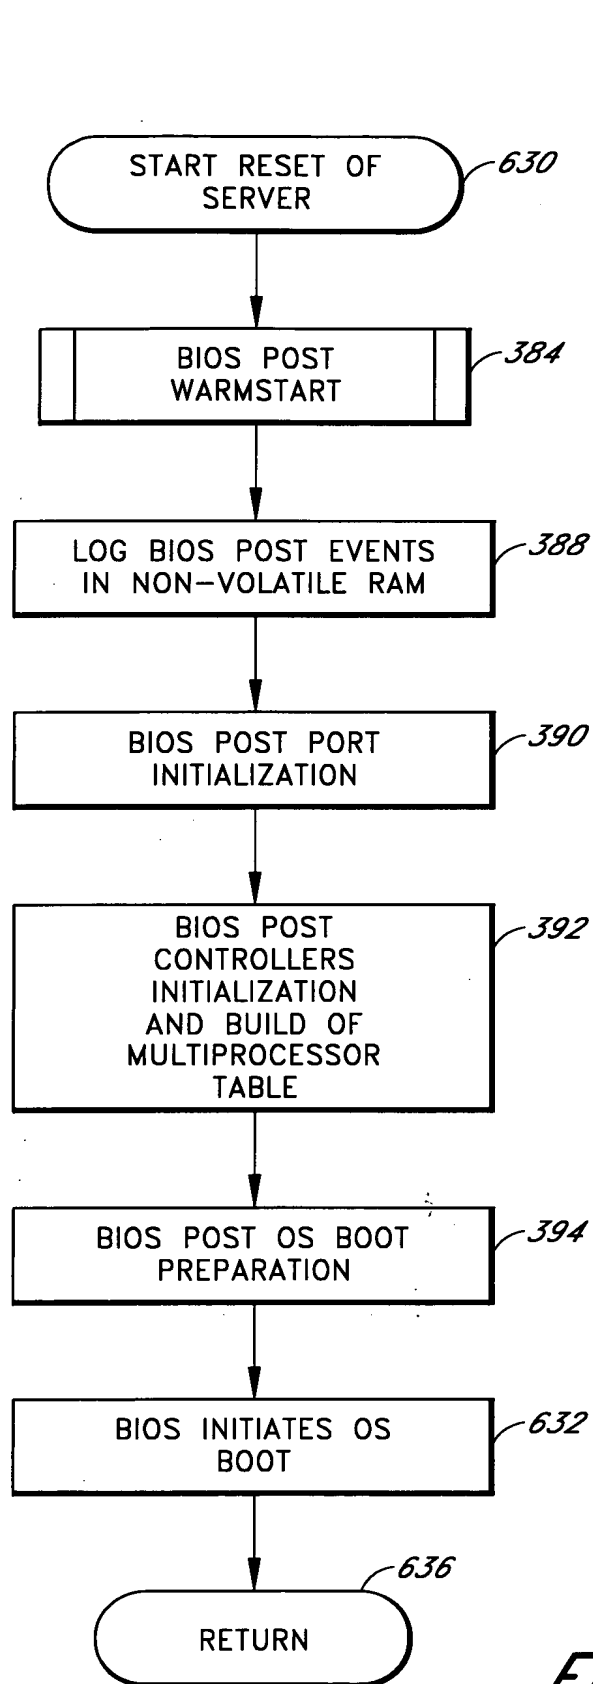 START RESET OF
SERVER
630
BIOS POST
WARMSTART
384
LOG BIOS POST EVENTS
IN NON-VOLATILE RAM
388
BIOS POST PORT
INITIALIZATION
390
BIOS POST
CONTROLLERS
INITIALIZATION
AND BUILD OF
MULTIPROCESSOR
TABLE
392
BIOS POST OS BOOT
PREPARATION
394
BIOS INITIATES OS
BOOT
632
636
RETURN